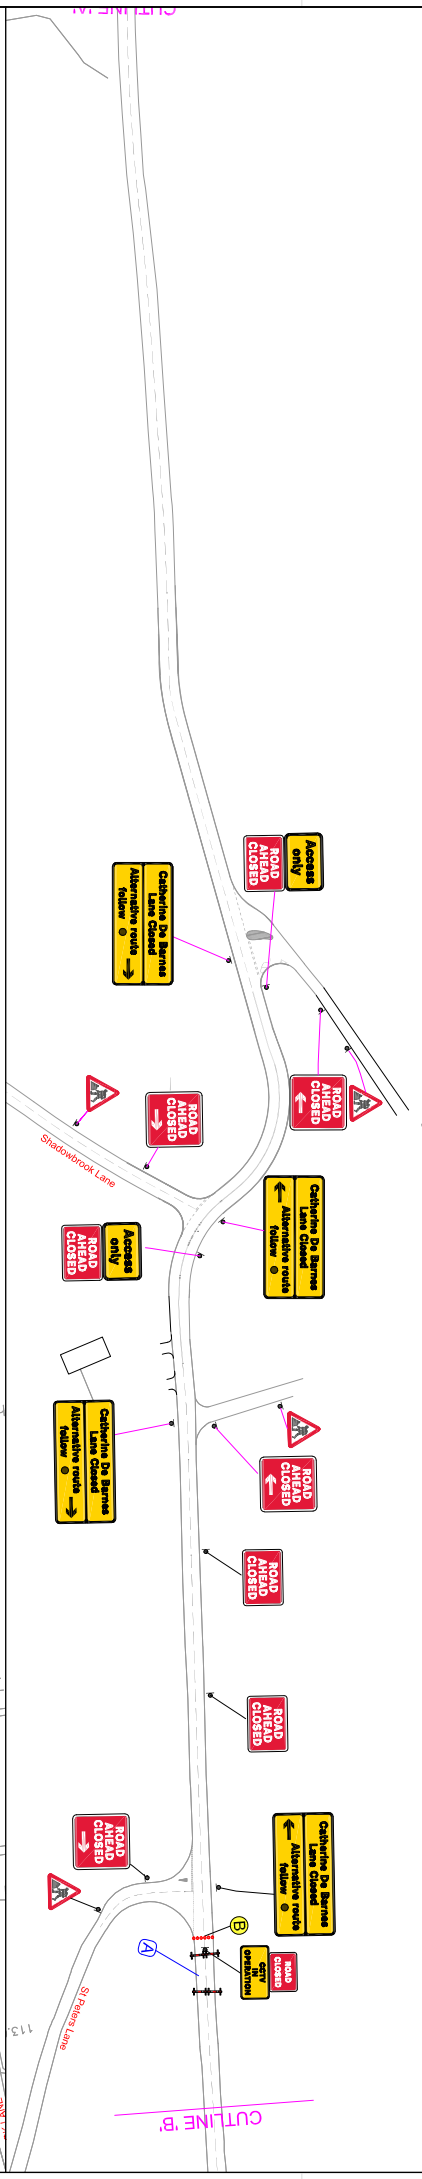 CUTLINE 'A'
Access
only
ROAD
AHEAD
CLOSED
Catherine De Barnes
Lane Closed
Alternative route
follow
ROAD
AHEAD
CLOSED
ROAD
AHEAD
CLOSED
Shadowbrook Lane
Catherine De Barnes
Lane Closed
Alternative route
follow
Access
only
ROAD
AHEAD
CLOSED
Catherine De Barnes
Lane Closed
Alternative route
follow
ROAD
AHEAD
CLOSED
ROAD
AHEAD
CLOSED
ROAD
AHEAD
CLOSED
Catherine De Barnes
Lane Closed
Alternative route
follow
ROAD
AHEAD
CLOSED
B
A
ROAD
CLOSED
CCTV
IN
OPERATION
St Peters Lane
113.
CUTLINE 'B'